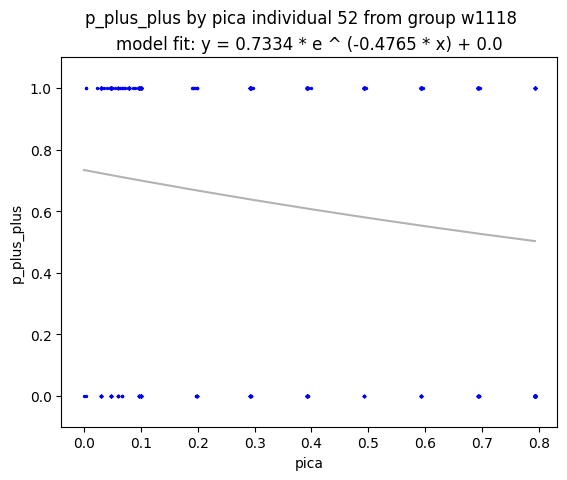 p_plus_plus by pica individual 52 from group w1118
model fit: y = 0.7334 * e ^ (-0.4765 * x) + 0.0
1.0
0.8
0.6
0.4
0.2
0.0
p_plus_plus
0.0 0.1 0.2 0.3 0.4 0.5 0.6 0.7 0.8
pica